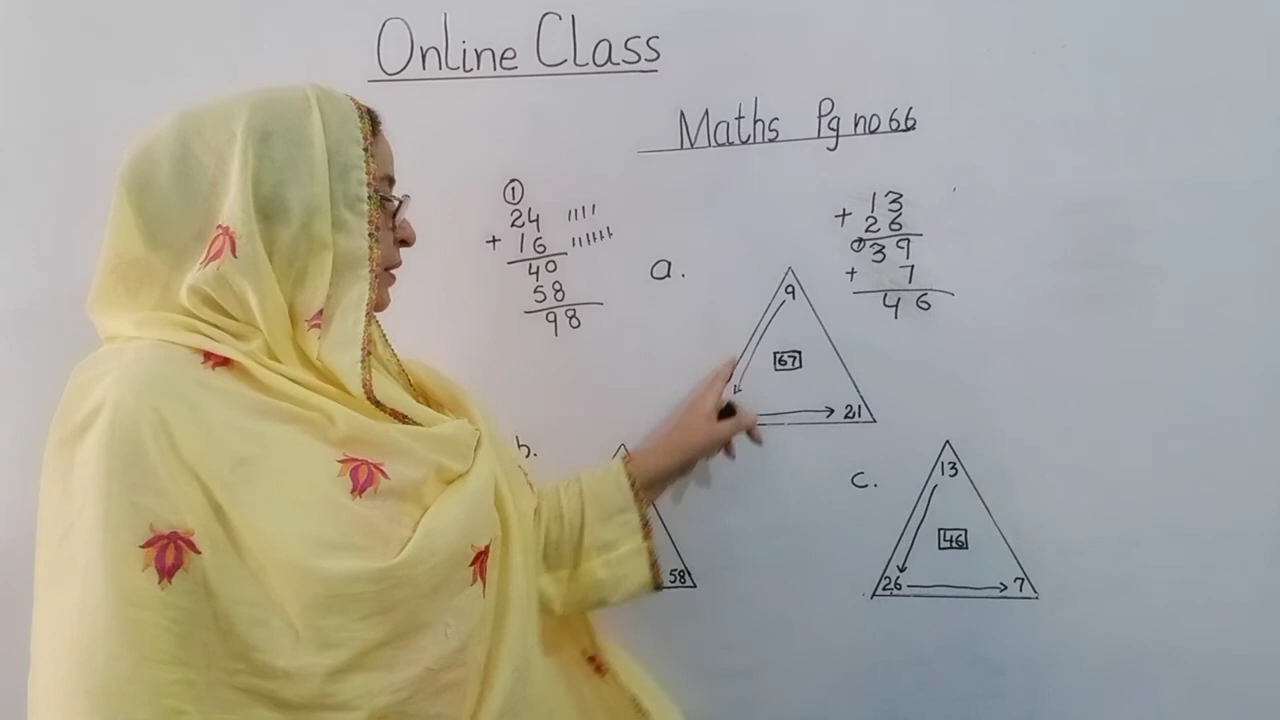 Online Class
Maths Pg no 66
①
24 ////
+ 16 //////
40
58
98
13
+ 26
① 39
+ 7
46
a.
9
67
21
b.
58
c.
13
46
26 7